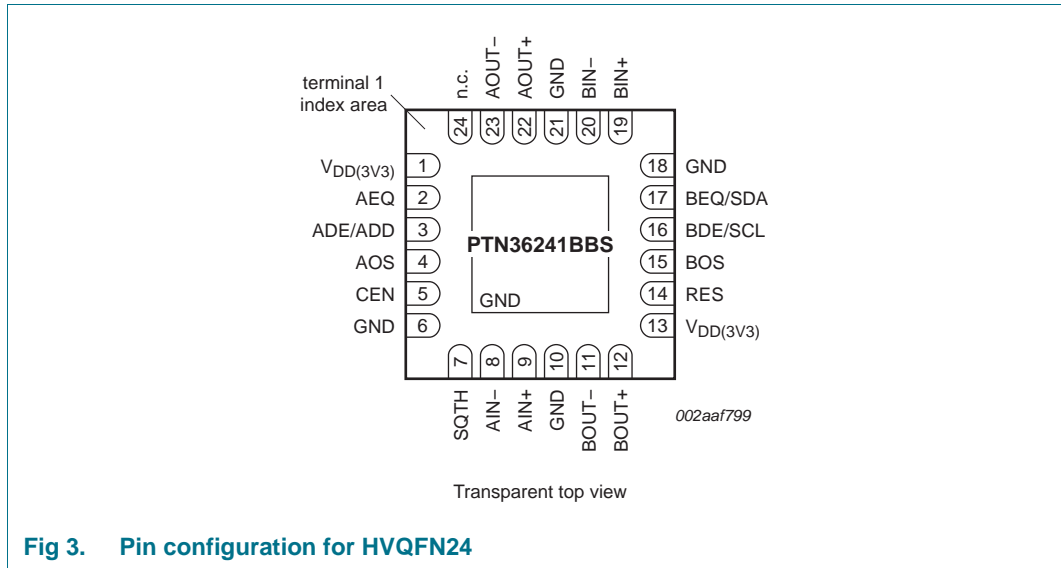 n.c.
AOUT−
AOUT+
GND
BIN−
BIN+
terminal 1
index area
24
23
22
21
20
19
VDD(3V3) 1
18 GND
AEQ 2
17 BEQ/SDA
ADE/ADD 3
16 BDE/SCL
PTN36241BBS
AOS 4
15 BOS
CEN 5
14 RES
GND
GND 6
13 VDD(3V3)
7
8
9
10
11
12
SQTH
AIN−
AIN+
GND
BOUT−
BOUT+
002aaf799
Transparent top view
Fig 3. Pin configuration for HVQFN24